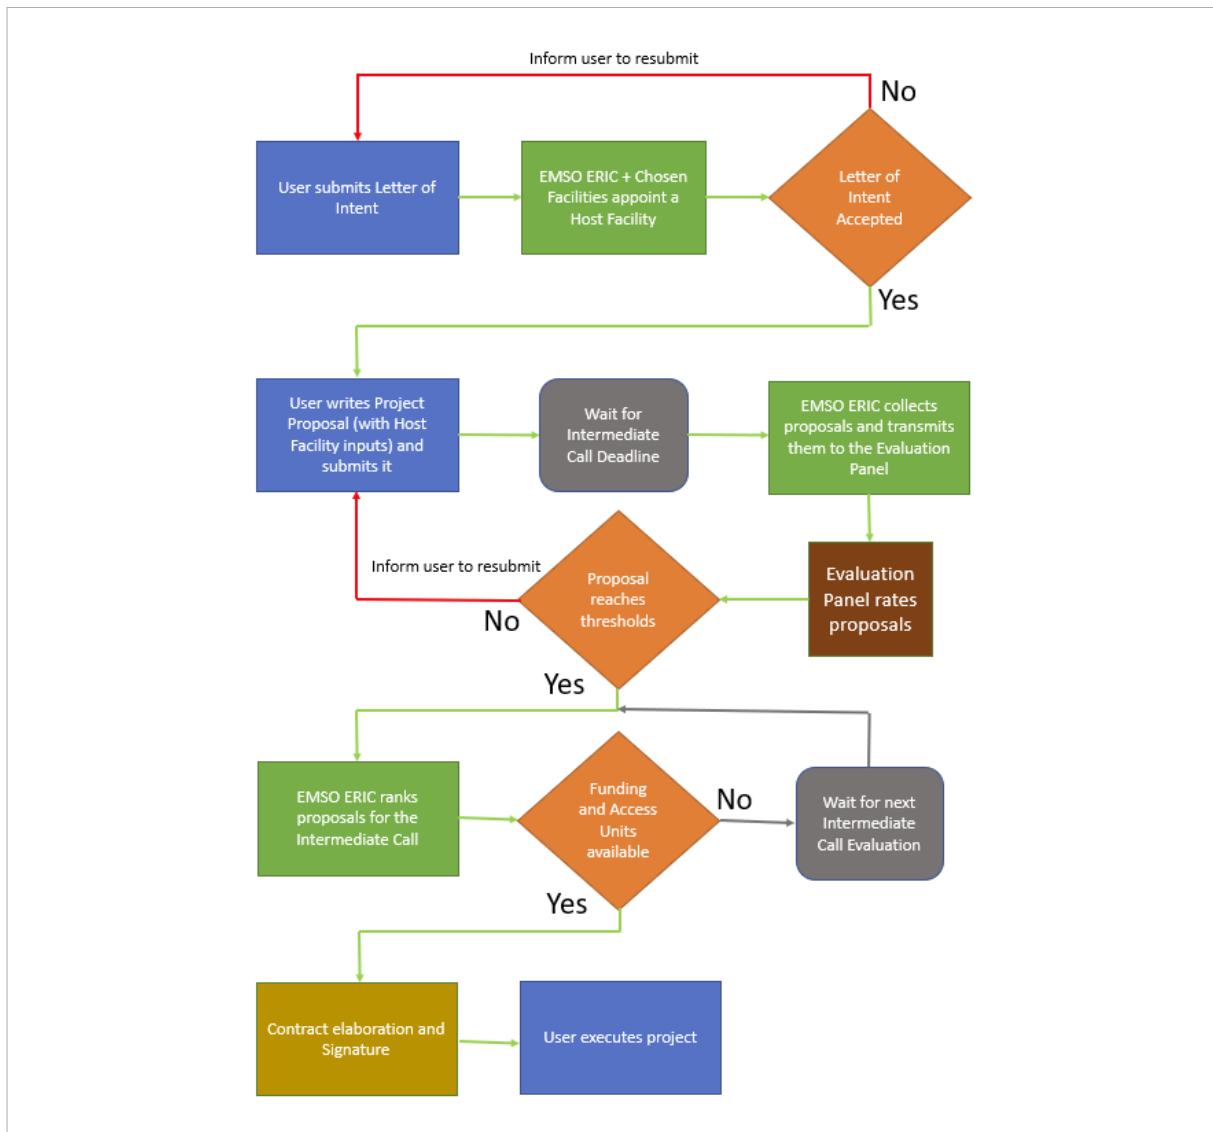 Inform user to resubmit
No
User submits Letter of
Intent
EMSO ERIC + Chosen
Facilities appoint a
Host Facility
Letter of
Intent
Accepted
Yes
User writes Project
Proposal (with Host
Facility inputs) and
submits it
Wait for
Intermediate
Call Deadline
EMSO ERIC collects
proposals and transmits
them to the Evaluation
Panel
Evaluation
Panel rates
proposals
Proposal
reaches
thresholds
Inform user to resubmit
No
Yes
EMSO ERIC ranks
proposals for the
Intermediate Call
Funding
and Access
Units
available
No
Wait for next
Intermediate
Call Evaluation
Yes
Contract elaboration and
Signature
User executes project